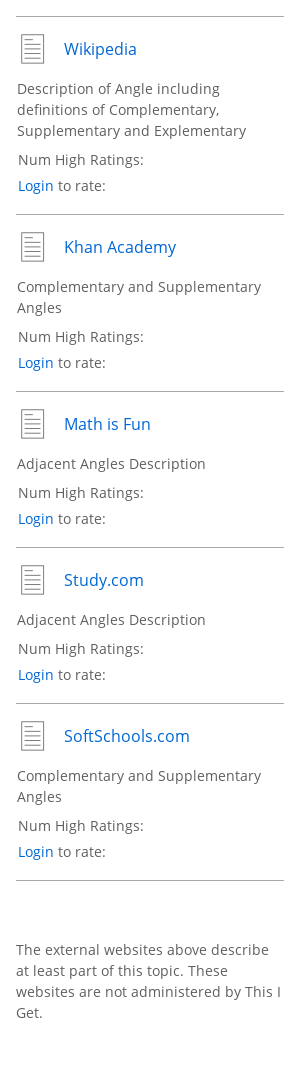 Wikipedia
Description of Angle including
definitions of Complementary,
Supplementary and Explementary
Num High Ratings:
Login to rate:
Khan Academy
Complementary and Supplementary
Angles
Num High Ratings:
Login to rate:
Math is Fun
Adjacent Angles Description
Num High Ratings:
Login to rate:
Study.com
Adjacent Angles Description
Num High Ratings:
Login to rate:
SoftSchools.com
Complementary and Supplementary
Angles
Num High Ratings:
Login to rate:
The external websites above describe
at least part of this topic. These
websites are not administered by This I
Get.